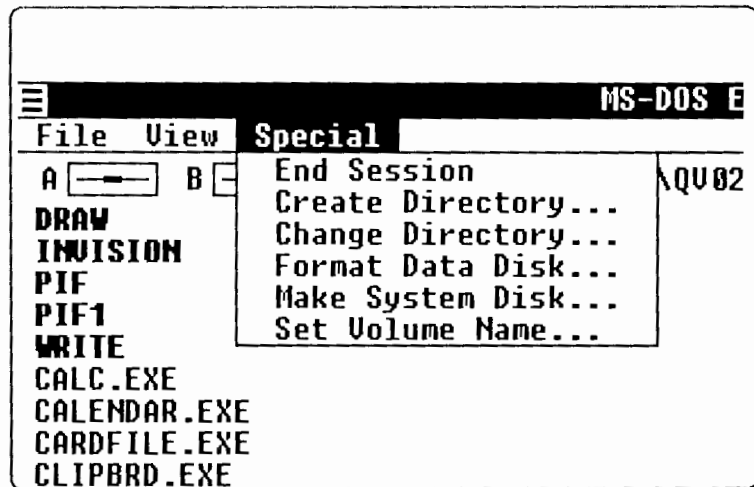 MS-DOS E
File View Special
A B \QV02
End Session
Create Directory...
Change Directory...
Format Data Disk...
Make System Disk...
Set Volume Name...
DRAW
INVISION
PIF
PIF1
WRITE
CALC.EXE
CALENDAR.EXE
CARDFILE.EXE
CLIPBRD.EXE